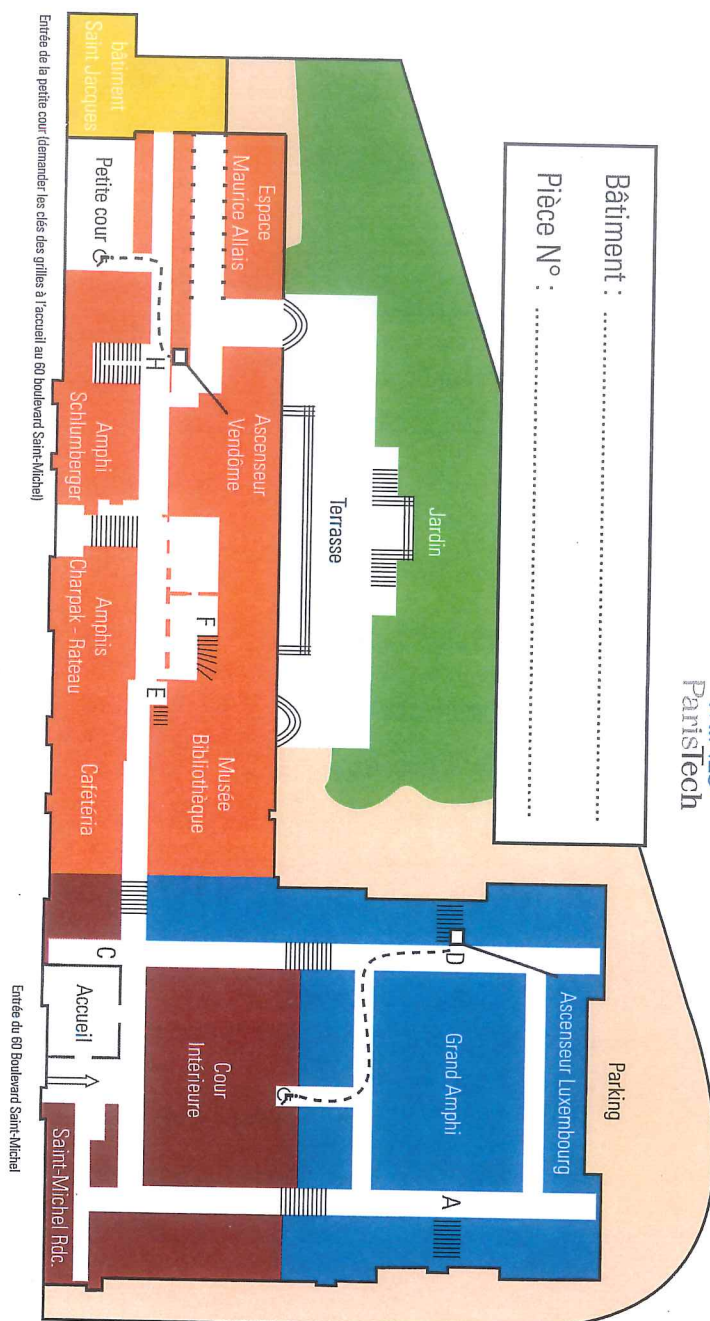 ParisTech
Bâtiment : ................................
Pièce N° : ................................
Parking
Jardin
Terrasse
Ascenseur Luxembourg
Grand Amphi
D
A
Espace
Maurice Allais
Ascenseur
Vendôme
F
E
Musée
Bibliothèque
Cour
Intérieure
bâtiment
Saint Jacques
Petite cour
H
Amphi
Schlumberger
Amphis
Charpak - Rateau
Cafétéria
C
Accueil
Saint-Michel Rdc.
Entrée de la petite cour (demander les clés des grilles à l'accueil au 60 boulevard Saint-Michel)
Entrée du 60 Boulevard Saint-Michel